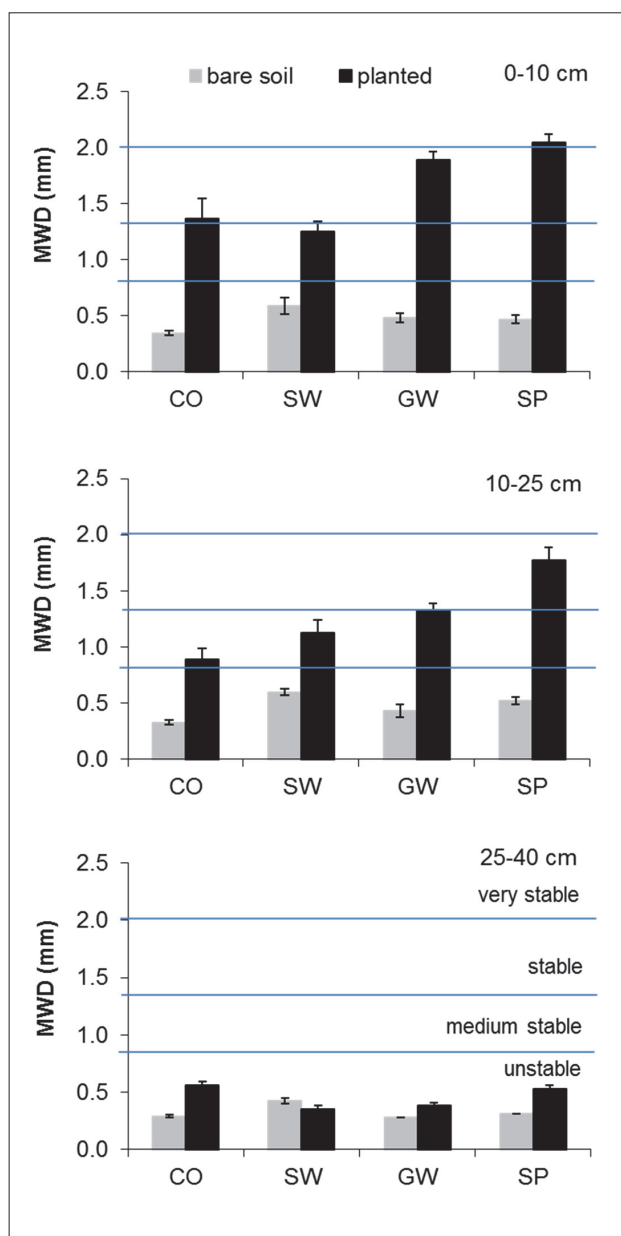 bare soil planted 0-10 cm
2.5
2.0
1.5
1.0
0.5
0.0
MWD (mm)
CO SW GW SP
10-25 cm
2.5
2.0
1.5
1.0
0.5
0.0
MWD (mm)
CO SW GW SP
25-40 cm
2.5
2.0
1.5
1.0
0.5
0.0
MWD (mm)
very stable
stable
medium stable
unstable
CO SW GW SP